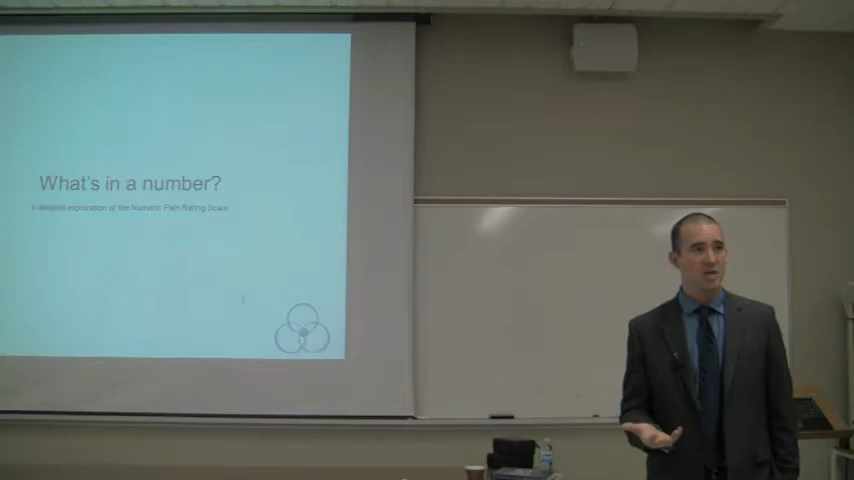 What's in a number?
A detailed exploration of the Numeric Pain Rating Scale